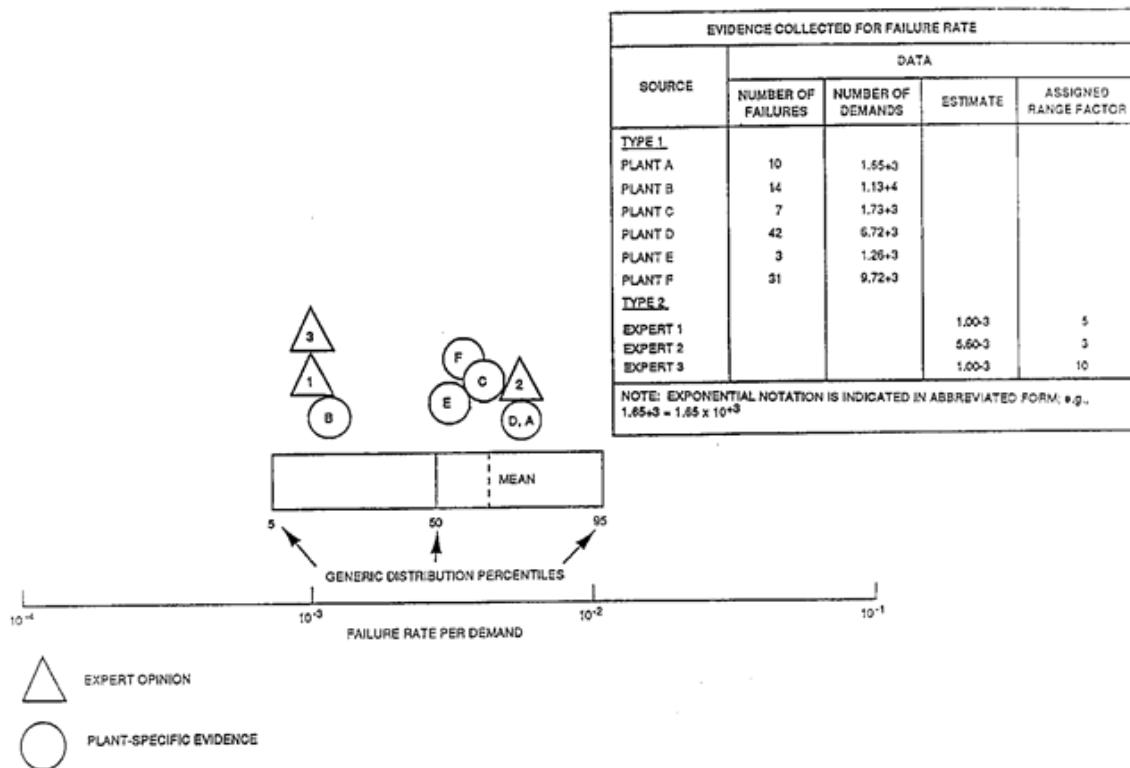 EVIDENCE COLLECTED FOR FAILURE RATE
SOURCE
DATA
NUMBER OF FAILURES
NUMBER OF DEMANDS
ESTIMATE
ASSIGNED RANGE FACTOR
TYPE 1
PLANT A 10 1.65+3
PLANT B 14 1.13+4
PLANT C 7 1.73+3
PLANT D 42 6.72+3
PLANT E 3 1.26+3
PLANT F 31 9.72+3
TYPE 2
EXPERT 1 1.00-3 5
EXPERT 2 5.60-3 3
EXPERT 3 1.00-3 10
NOTE: EXPONENTIAL NOTATION IS INDICATED IN ABBREVIATED FORM; e.g.,
1.65+3 = 1.65 x 10+3
3
1
B
F
C
E
2
D, A
MEAN
5 50 95
GENERIC DISTRIBUTION PERCENTILES
10-4 10-3 10-2 10-1
FAILURE RATE PER DEMAND
EXPERT OPINION
PLANT-SPECIFIC EVIDENCE